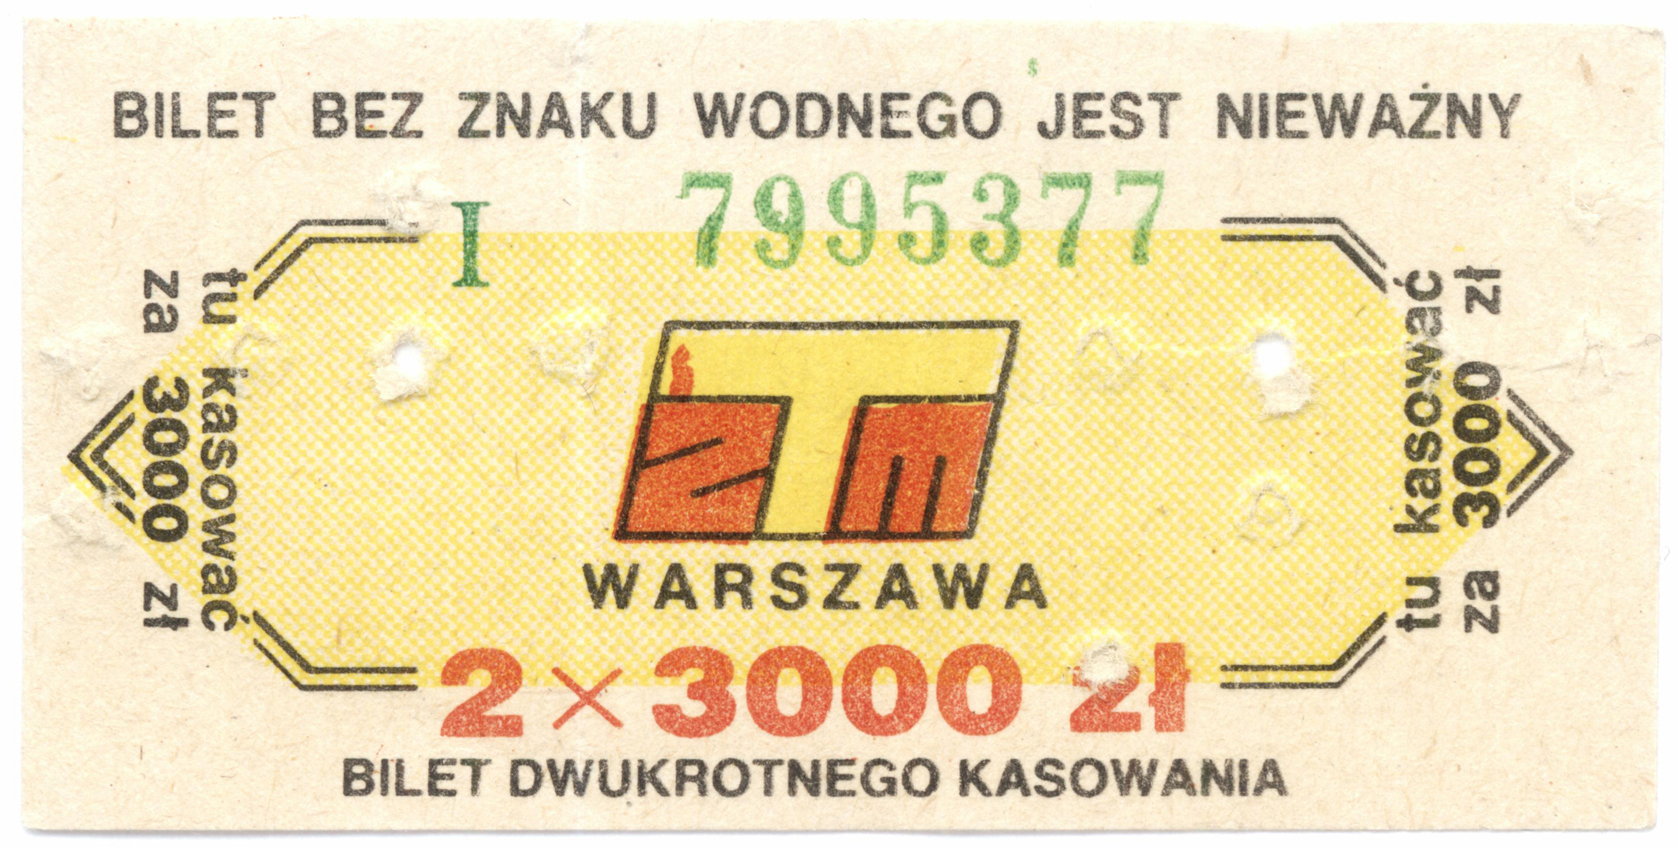 BILET BEZ ZNAKU WODNEGO JEST NIEWAŻNY
I 7995377
tu kasować
za 3000 zł
ZTM
WARSZAWA
tu kasować
za 3000 zł
2×3000 zł
BILET DWUKROTNEGO KASOWANIA